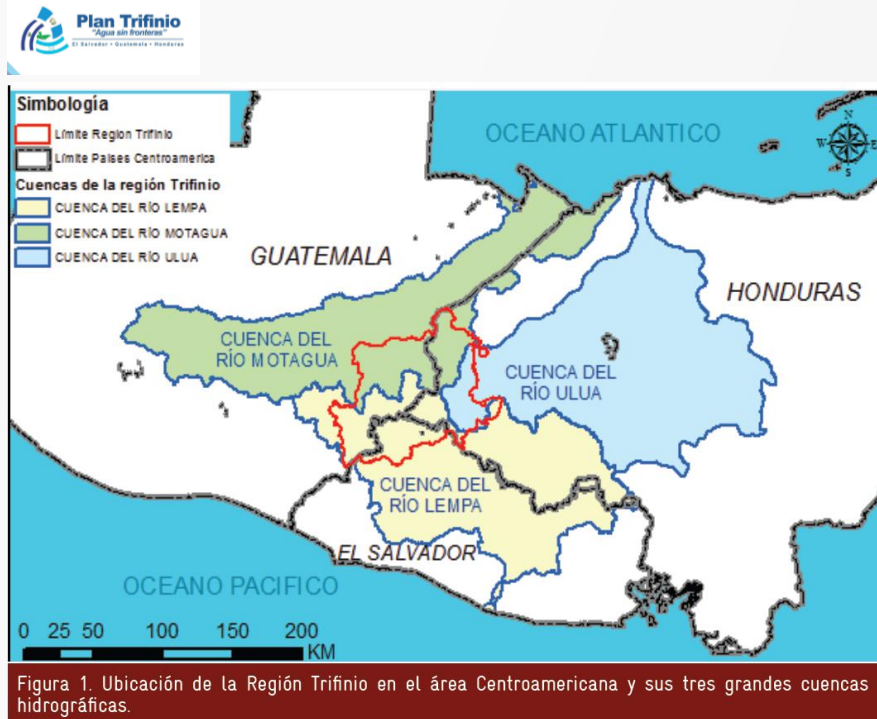 Plan Trifinio
"Agua sin fronteras"
El Salvador - Guatemala - Honduras
Simbología
Límite Region Trifinio
Límite Paises Centroamerica
Cuencas de la región Trifinio
CUENCA DEL RÍO LEMPA
CUENCA DEL RÍO MOTAGUA
CUENCA DEL RÍO ULUA
OCEANO ATLANTICO
N
W
E
S
GUATEMALA
HONDURAS
CUENCA DEL
RÍO MOTAGUA
CUENCA DEL
RÍO ULUA
CUENCA DEL
RÍO LEMPA
EL SALVADOR
OCEANO PACIFICO
0 25 50 100 150 200
KM
Figura 1. Ubicación de la Región Trifinio en el área Centroamericana y sus tres grandes cuencas
hidrográficas.